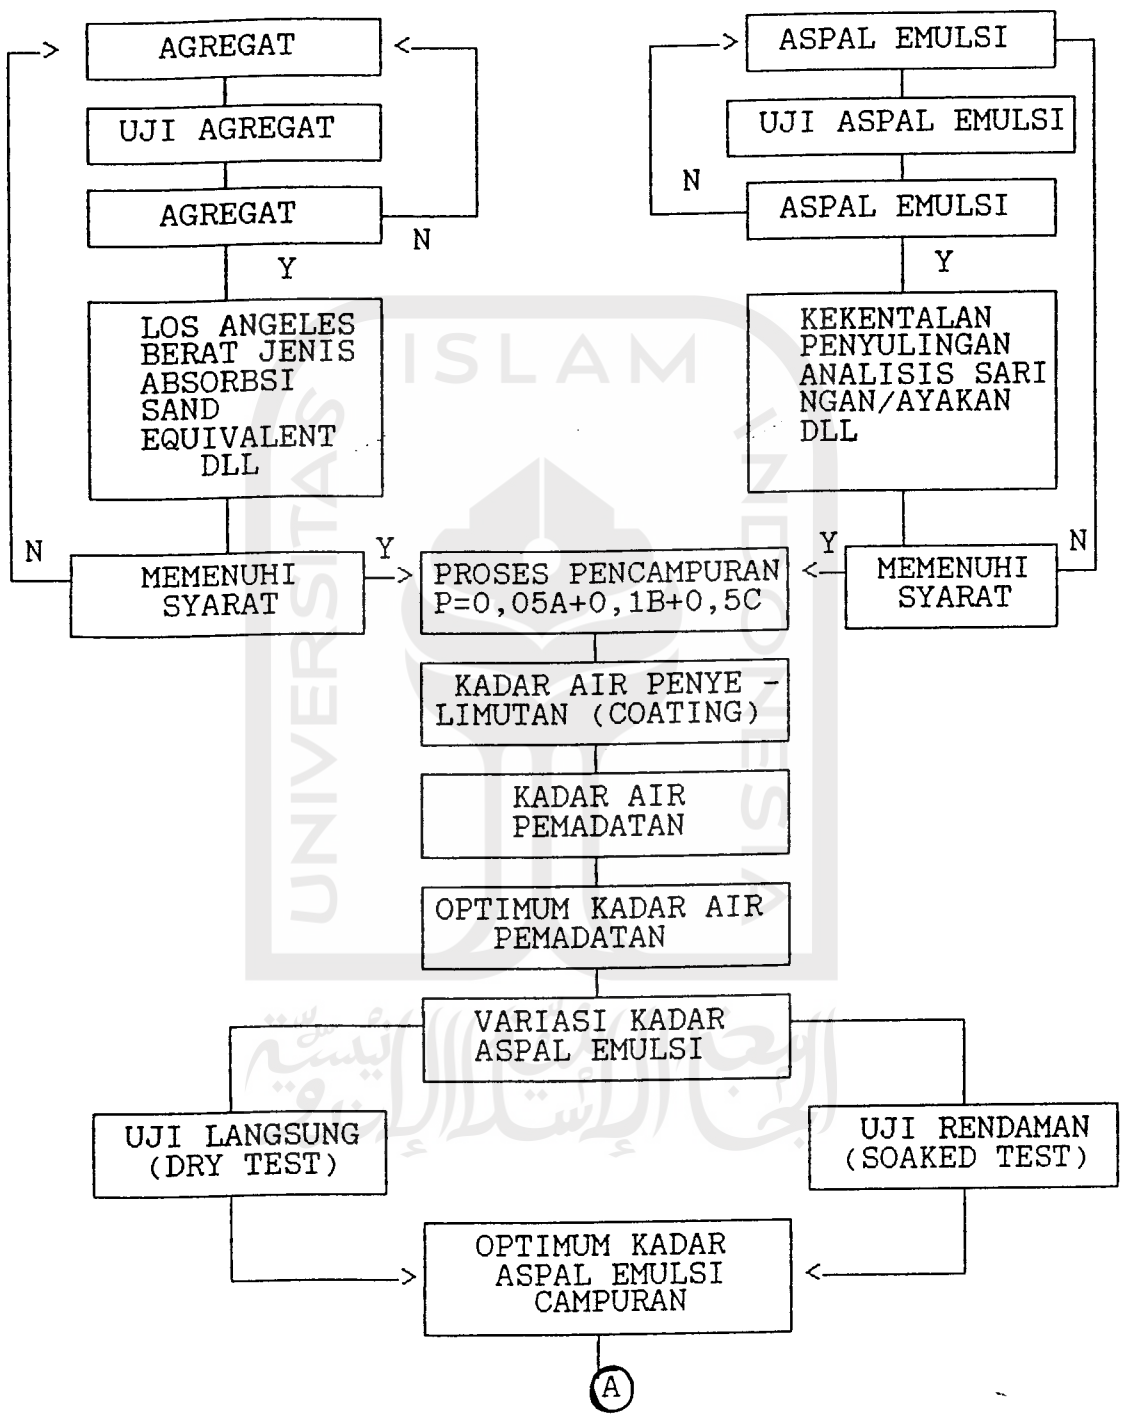 AGREGAT
UJI AGREGAT
AGREGAT
N
Y
LOS ANGELES
BERAT JENIS
ABSORBSI
SAND
EQUIVALENT
DLL
N
MEMENUHI
SYARAT
Y
ASPAL EMULSI
UJI ASPAL EMULSI
N
ASPAL EMULSI
Y
KEKENTALAN
PENYULINGAN
ANALISIS SARI
NGAN/AYAKAN
DLL
Y
MEMENUHI
SYARAT
N
PROSES PENCAMPURAN
P=0,05A+0,1B+0,5C
KADAR AIR PENYE -
LIMUTAN (COATING)
KADAR AIR
PEMADATAN
OPTIMUM KADAR AIR
PEMADATAN
VARIASI KADAR
ASPAL EMULSI
UJI LANGSUNG
(DRY TEST)
UJI RENDAMAN
(SOAKED TEST)
OPTIMUM KADAR
ASPAL EMULSI
CAMPURAN
A
UNIVERSITAS
ISLAM
INDONESIA